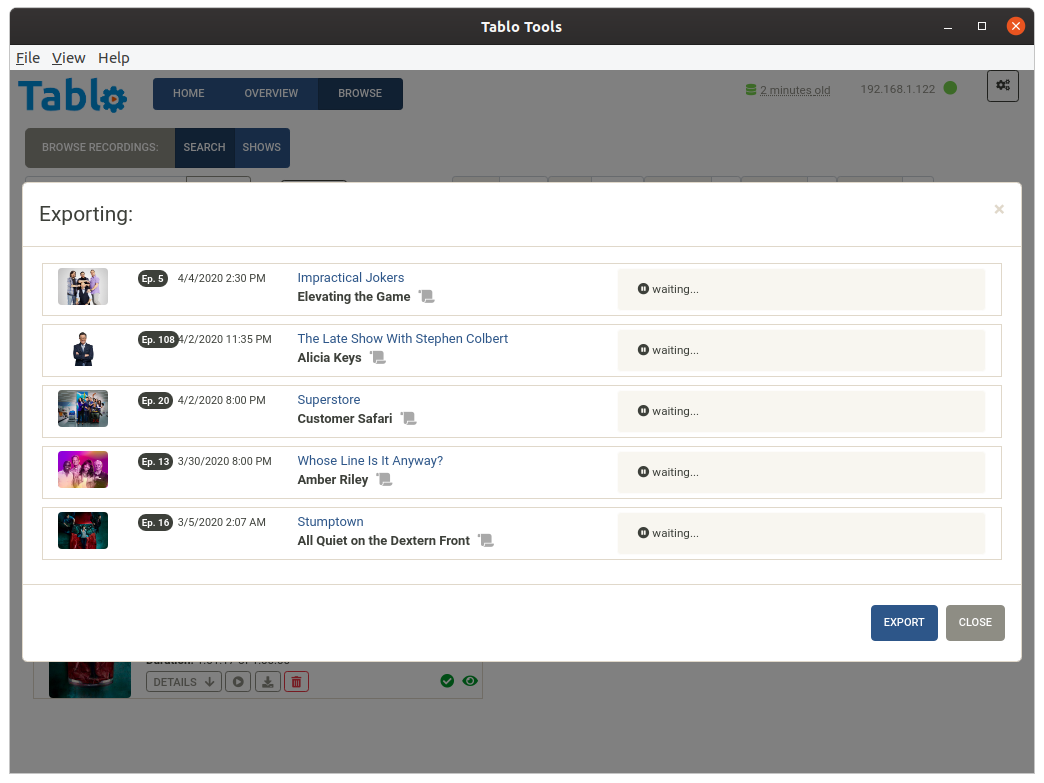 Tablo Tools
File View Help
Tablo HOME OVERVIEW BROWSE 2 minutes old 192.168.1.122
BROWSE RECORDINGS: SEARCH SHOWS
Exporting: ×
Ep. 5 4/4/2020 2:30 PM Impractical Jokers
Elevating the Game
waiting...
Ep. 108 4/2/2020 11:35 PM The Late Show With Stephen Colbert
Alicia Keys
waiting...
Ep. 20 4/2/2020 8:00 PM Superstore
Customer Safari
waiting...
Ep. 13 3/30/2020 8:00 PM Whose Line Is It Anyway?
Amber Riley
waiting...
Ep. 16 3/5/2020 2:07 AM Stumptown
All Quiet on the Dextern Front
waiting...
EXPORT CLOSE
DETAILS